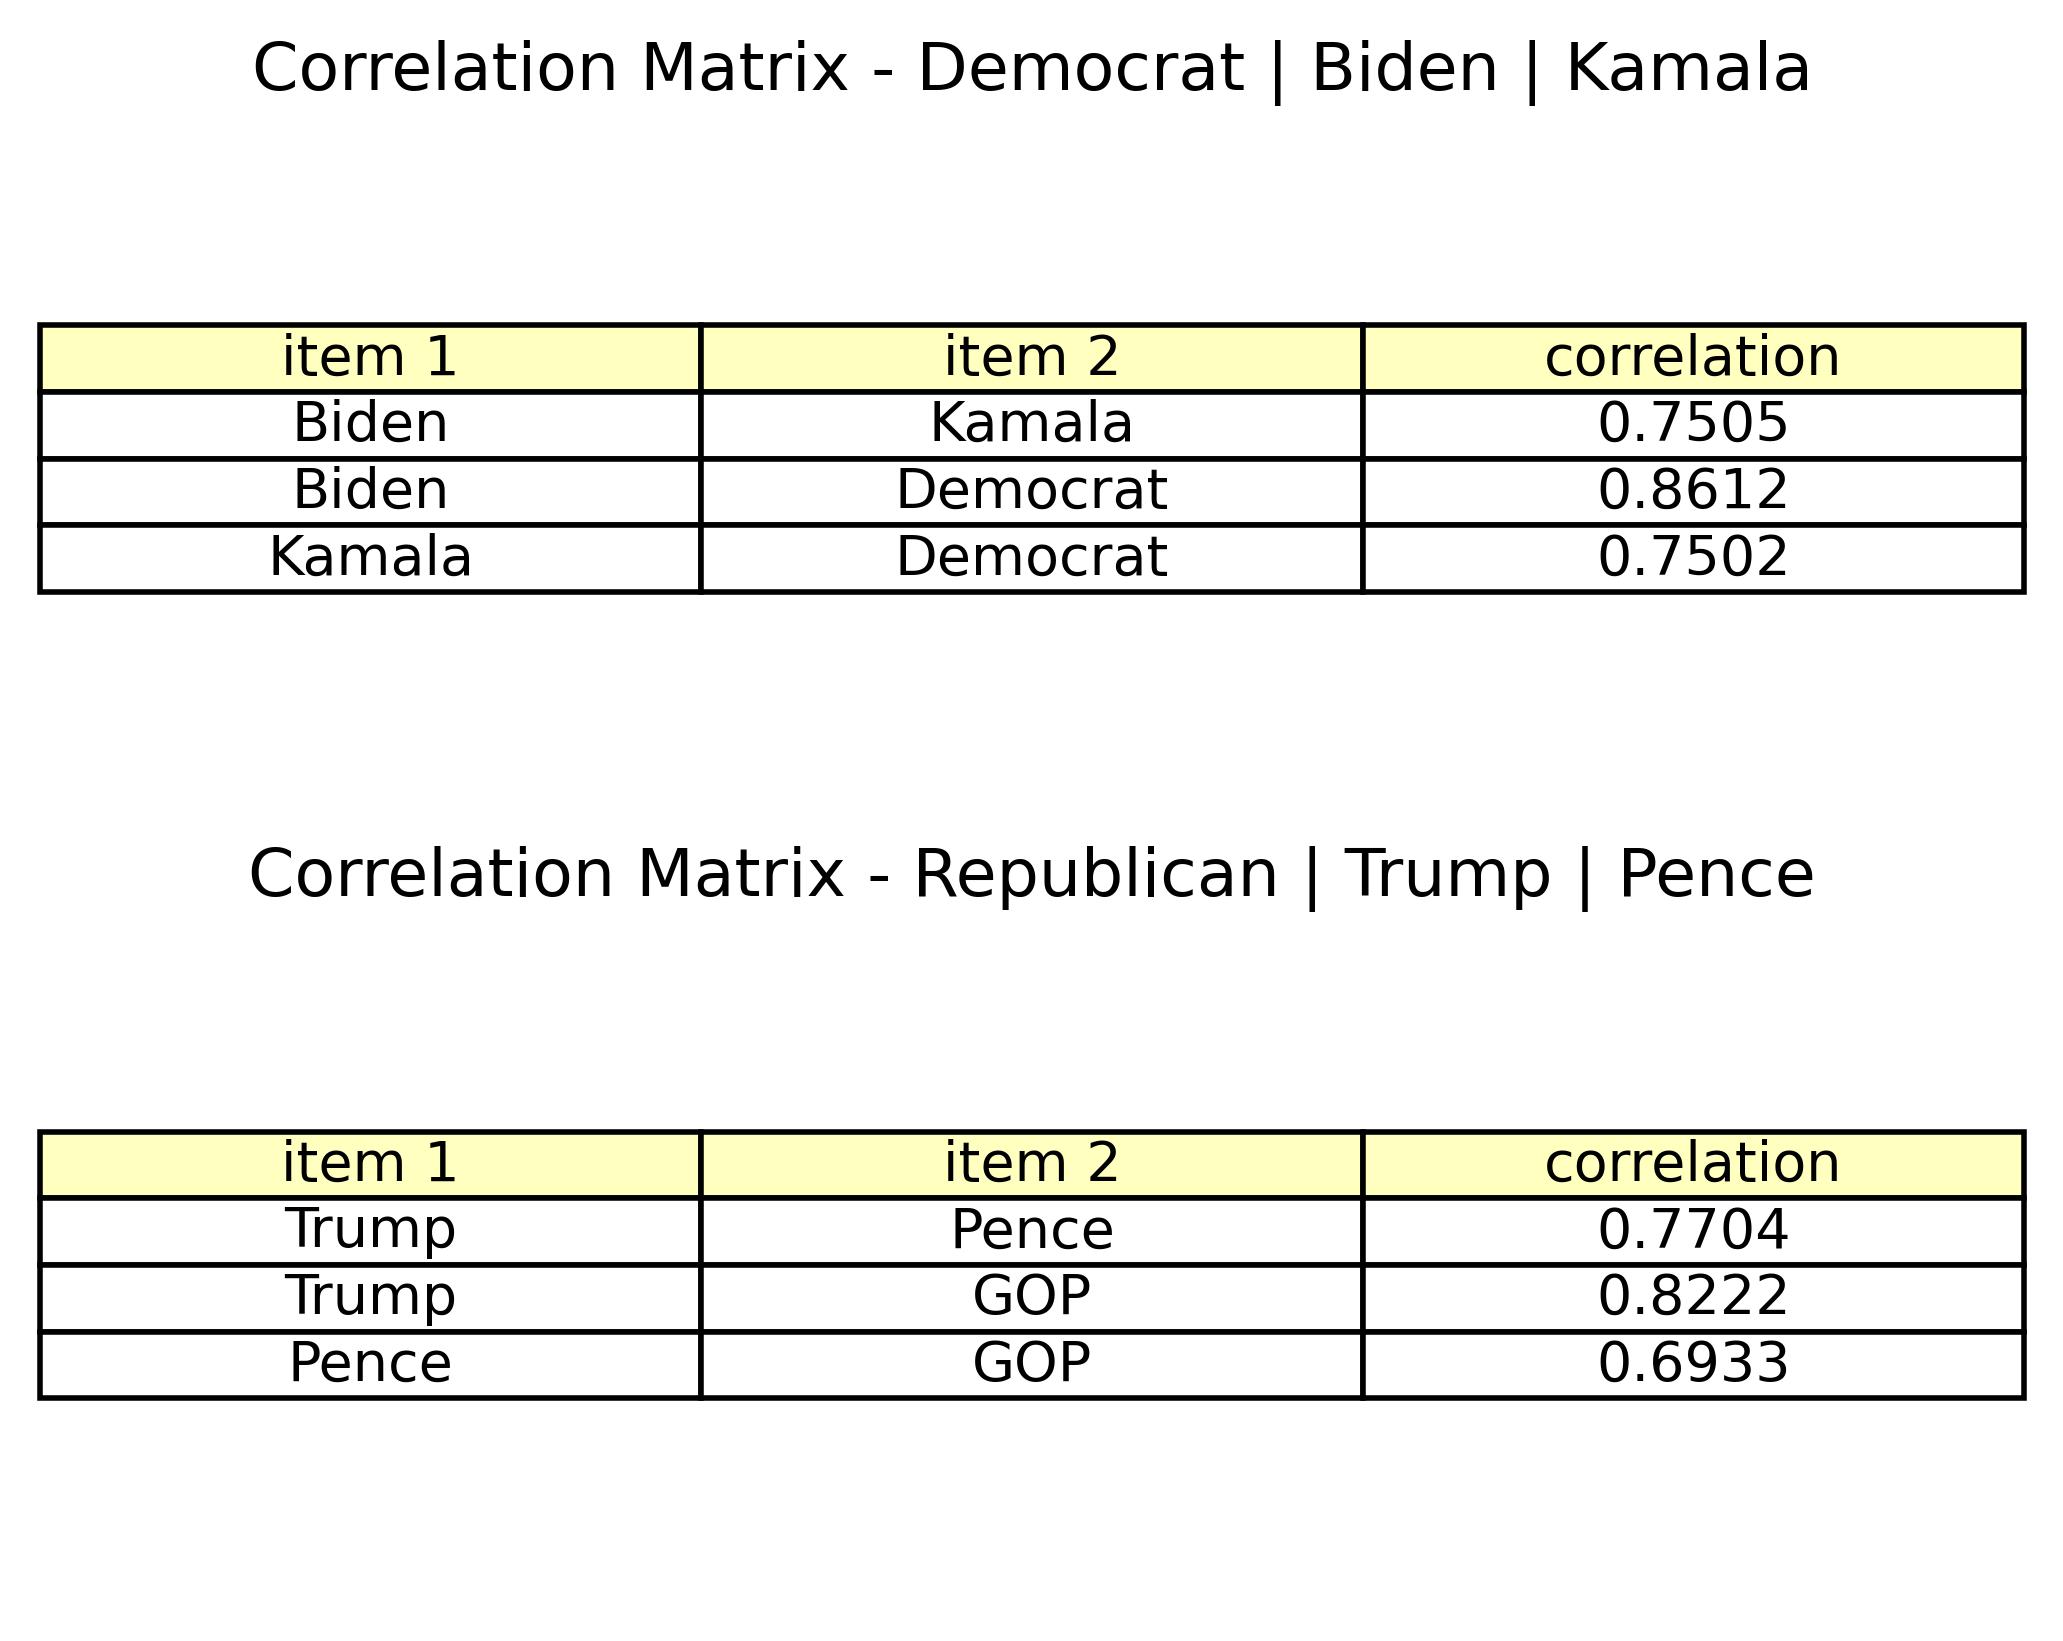 Correlation Matrix - Democrat | Biden | Kamala
item 1 item 2 correlation
Biden Kamala 0.7505
Biden Democrat 0.8612
Kamala Democrat 0.7502
Correlation Matrix - Republican | Trump | Pence
item 1 item 2 correlation
Trump Pence 0.7704
Trump GOP 0.8222
Pence GOP 0.6933